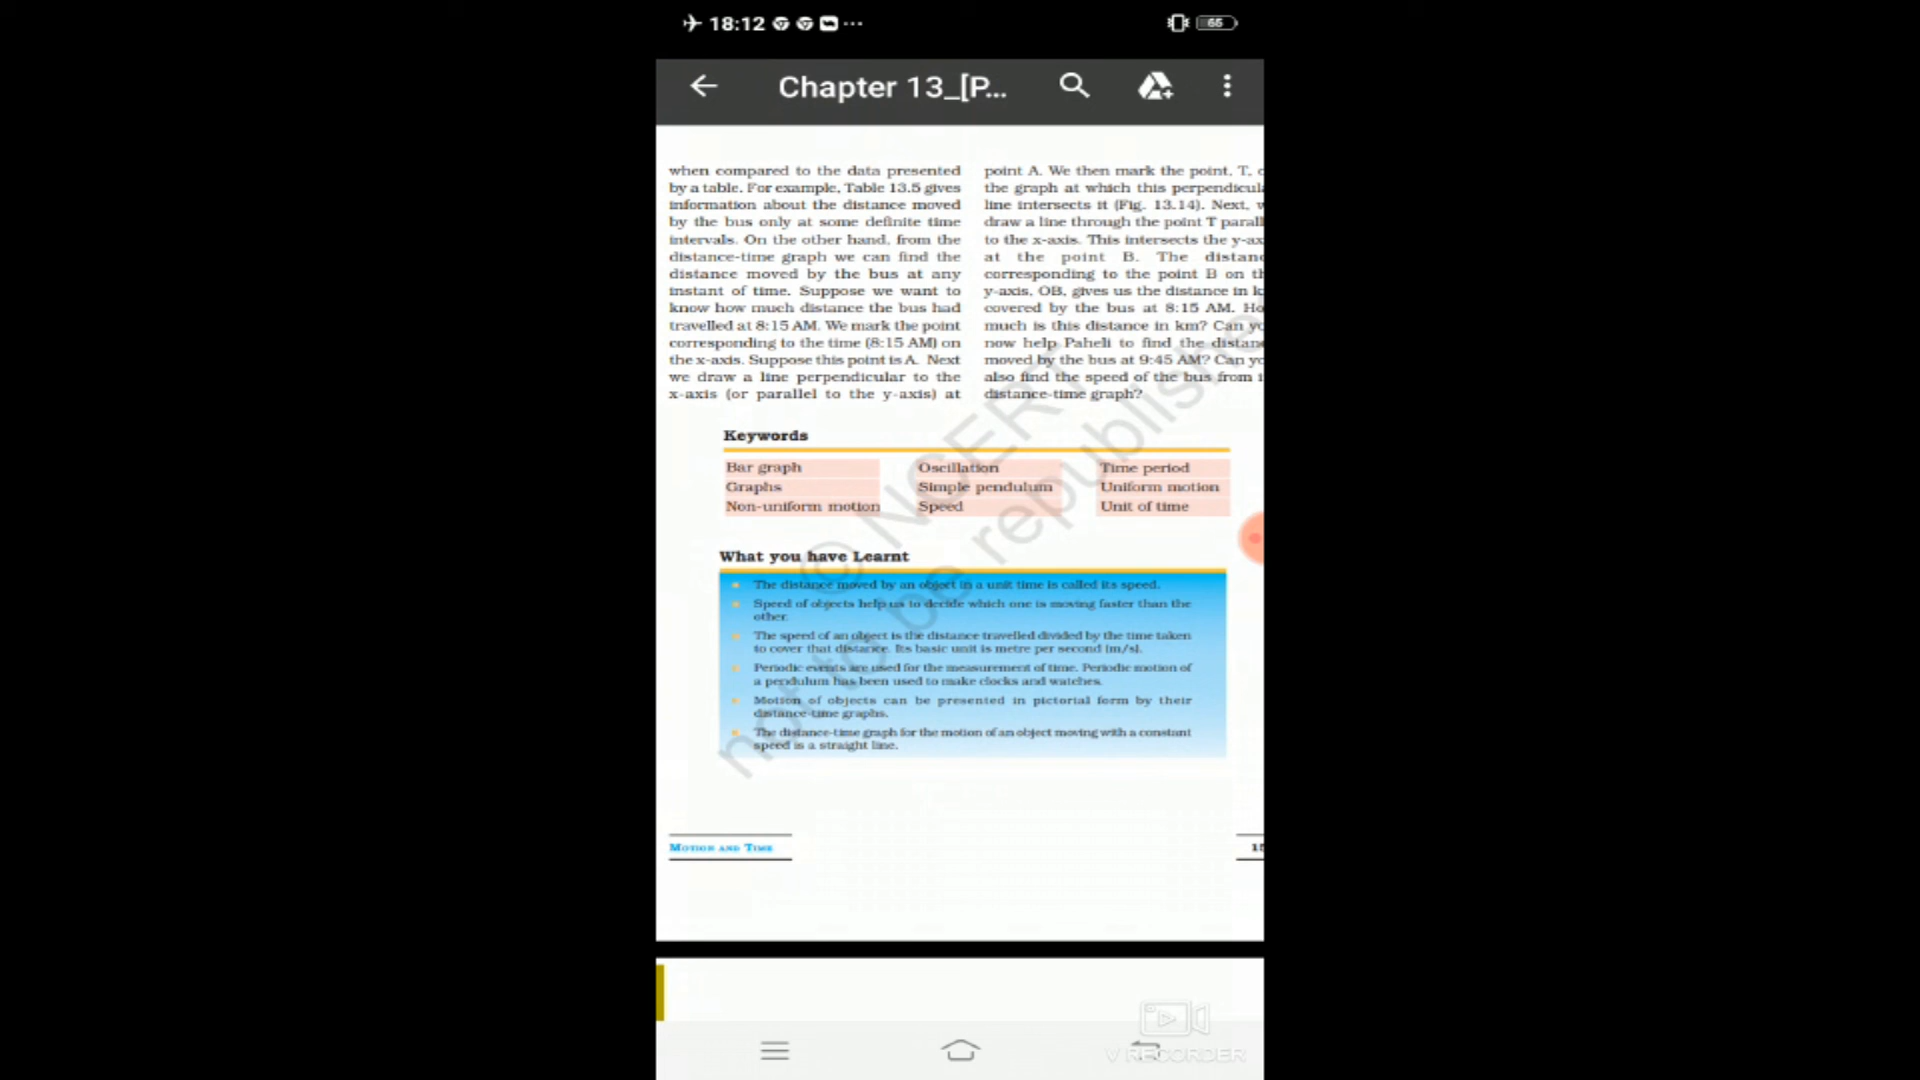 18:12
65
Chapter 13_[P...
when compared to the data presented
by a table. For example, Table 13.5 gives
information about the distance moved
by the bus only at some definite time
intervals. On the other hand, from the
distance-time graph we can find the
distance moved by the bus at any
instant of time. Suppose we want to
know how much distance the bus had
travelled at 8:15 AM. We mark the point
corresponding to the time (8:15 AM) on
the x-axis. Suppose this point is A. Next
we draw a line perpendicular to the
x-axis (or parallel to the y-axis) at
point A. We then mark the point, T,
the graph at which this
line intersects it (Fig. 13.14). Next,
draw a line through the point T
to the x-axis. This intersects the
at the point B. The
corresponding to the point B on
y-axis, OB, gives us the distance in
covered by the bus at 8:15 AM.
much is this distance in km? Can
now help Paheli to find the
moved by the bus at 9:45 AM? Can
also find the speed of the bus from
distance-time graph?
Keywords
Bar graph
Graphs
Non-uniform motion
Oscillation
Simple pendulum
Speed
Time period
Uniform motion
Unit of time
What you have Learnt
The distance moved by an object in a unit time is called its speed.
Speed of objects help us to decide which one is moving faster than the
other.
The speed of an object is the distance travelled divided by the time taken
to cover that distance. Its basic unit is metre per second (m/s).
Periodic events are used for the measurement of time. Periodic motion of
a pendulum has been used to make clocks and watches.
Motion of objects can be presented in pictorial form by their
distance-time graphs.
The distance-time graph for the motion of an object moving with a constant
speed is a straight line.
© NCERT
not to be republishe
MOTION AND TIME
V RECORDER